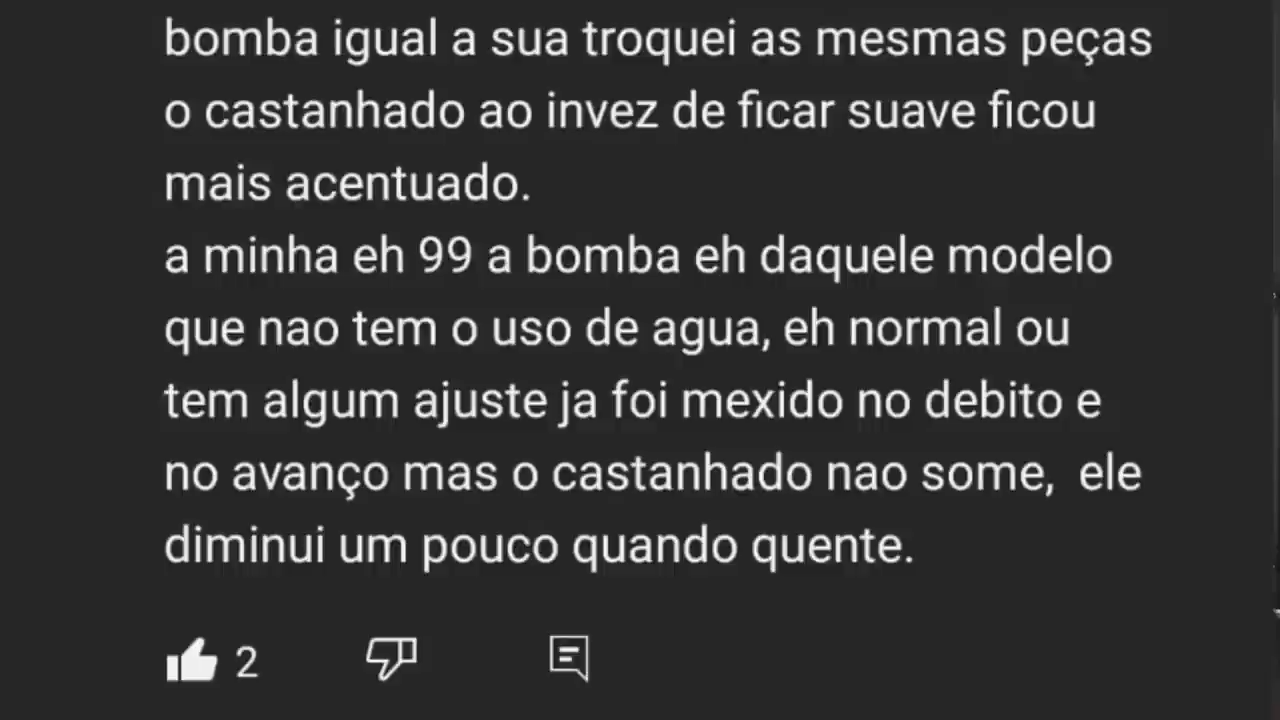 bomba igual a sua troquei as mesmas peças
o castanhado ao invez de ficar suave ficou
mais acentuado.
a minha eh 99 a bomba eh daquele modelo
que nao tem o uso de agua, eh normal ou
tem algum ajuste ja foi mexido no debito e
no avanço mas o castanhado nao some,  ele
diminui um pouco quando quente.
2